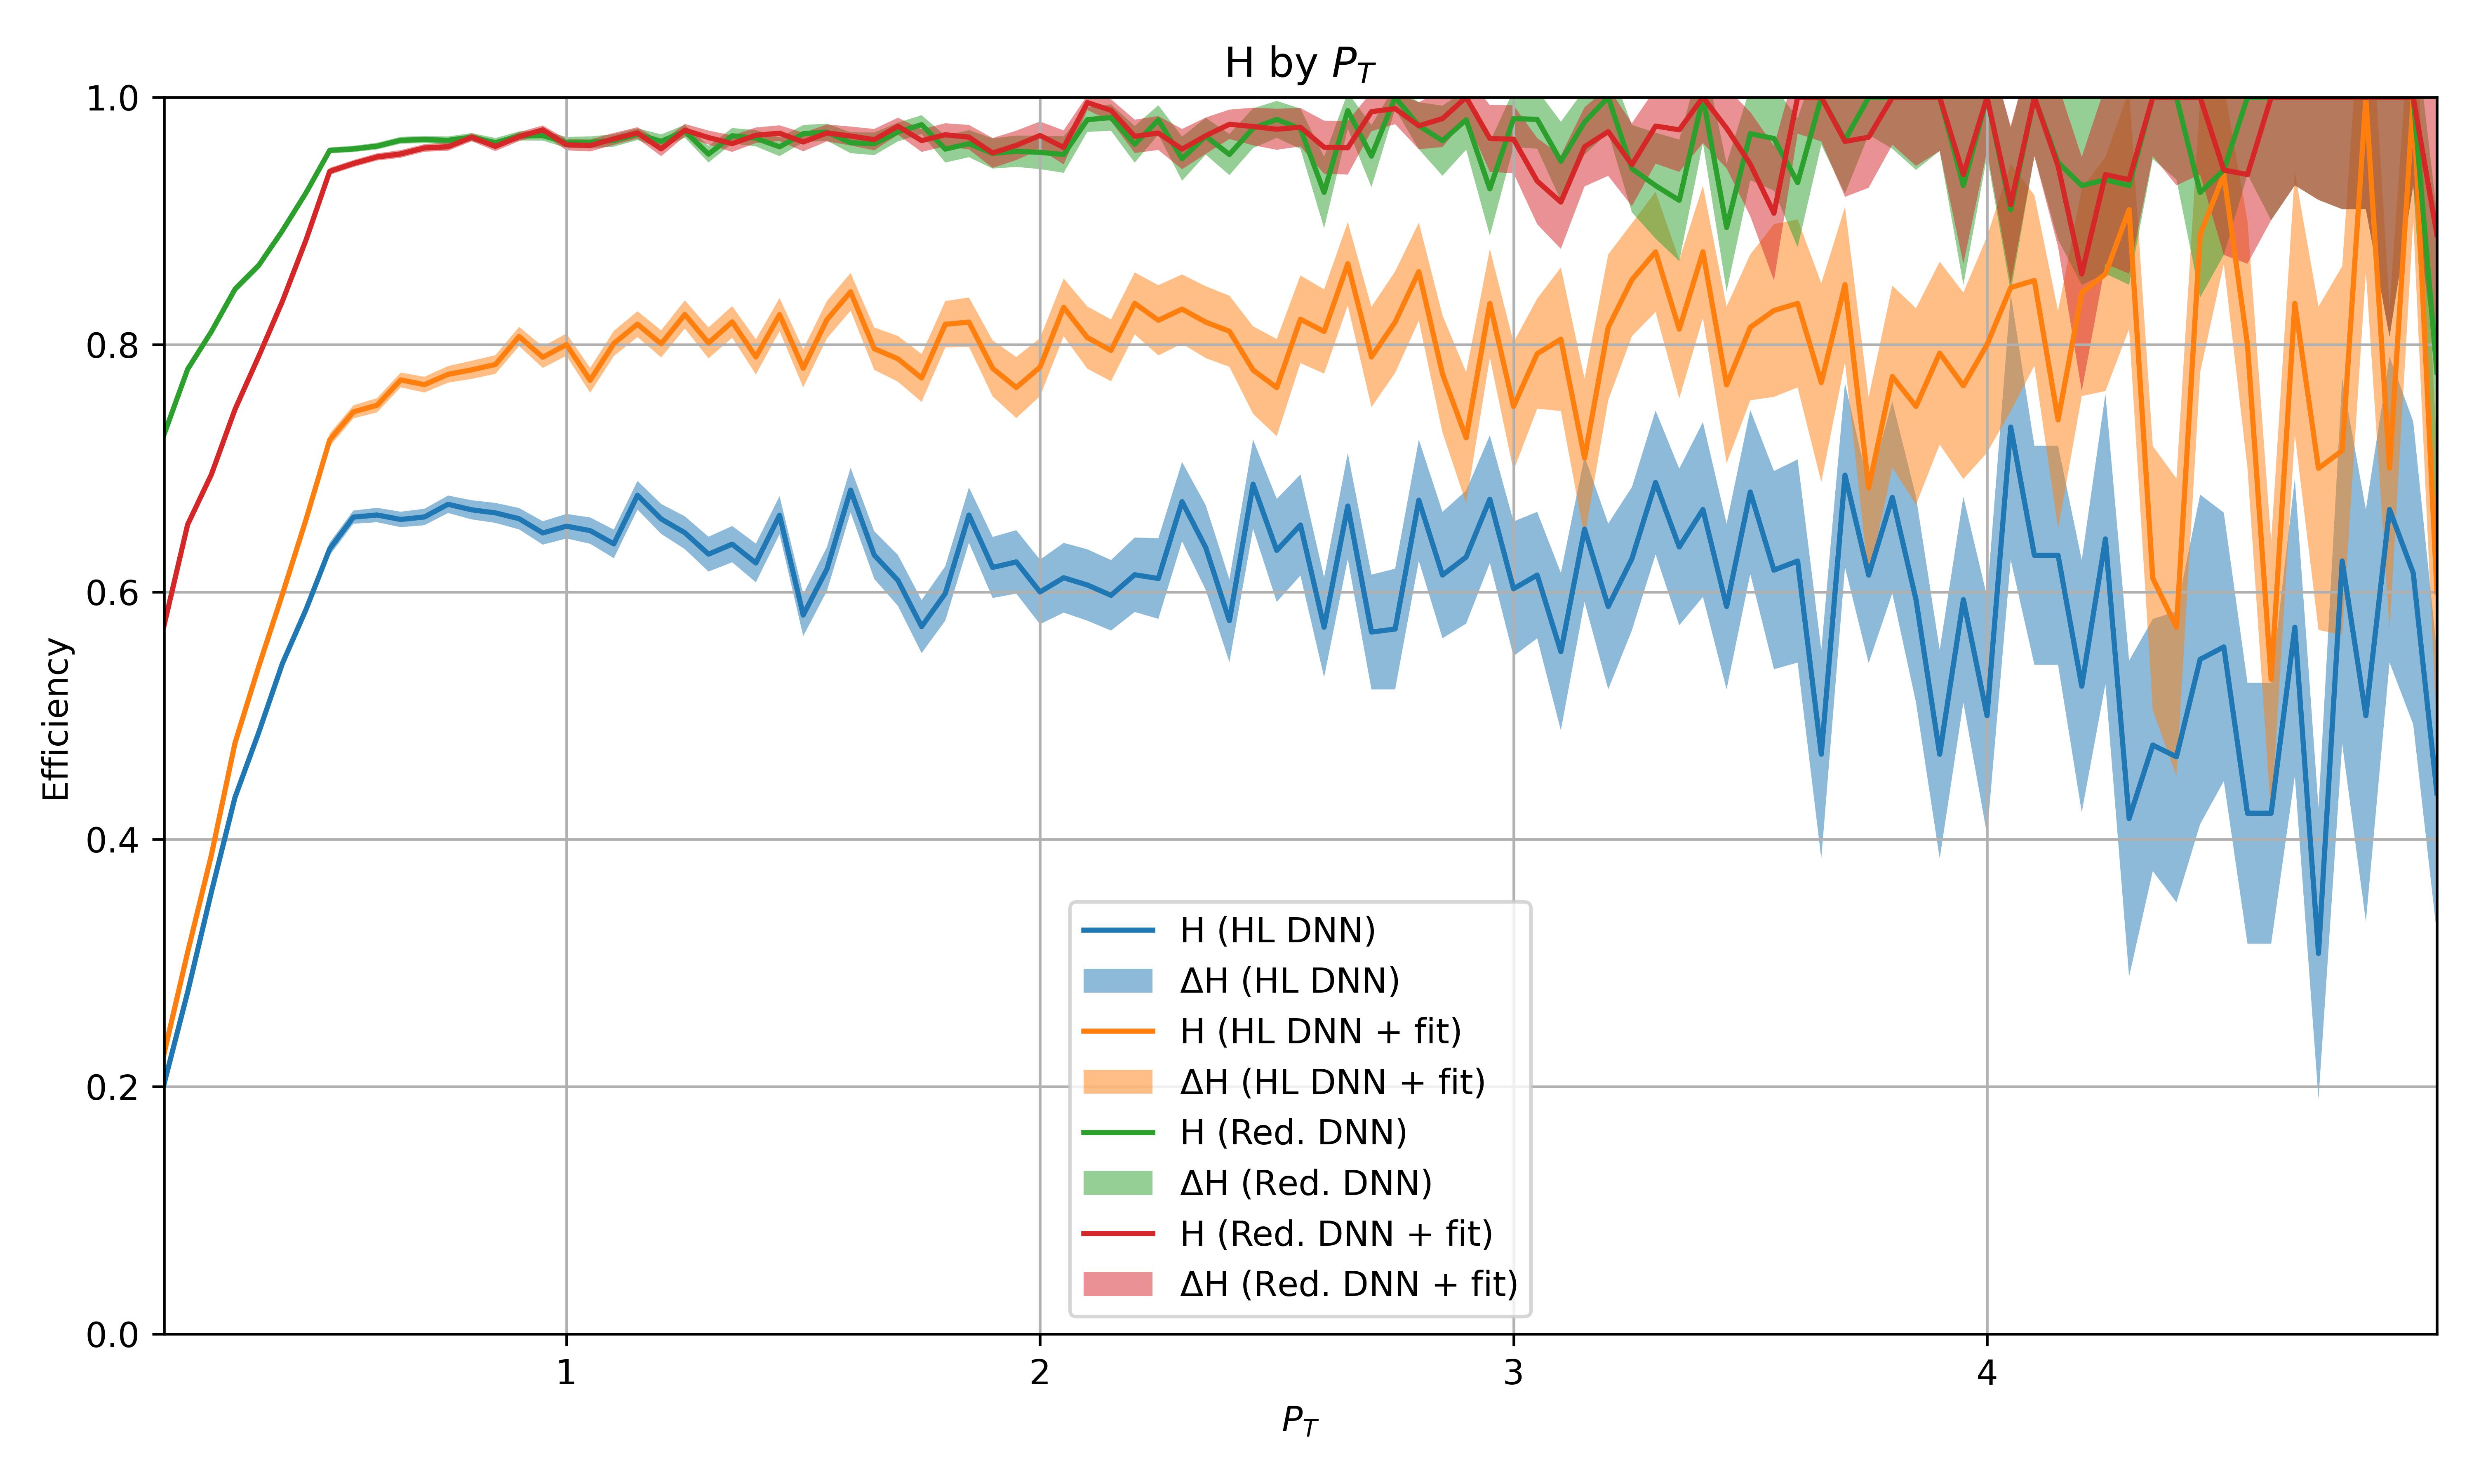 H by P_T
Efficiency
1.0
0.8
0.6
0.4
0.2
0.0
H (HL DNN)
ΔH (HL DNN)
H (HL DNN + fit)
ΔH (HL DNN + fit)
H (Red. DNN)
ΔH (Red. DNN)
H (Red. DNN + fit)
ΔH (Red. DNN + fit)
1 2 3 4
P_T